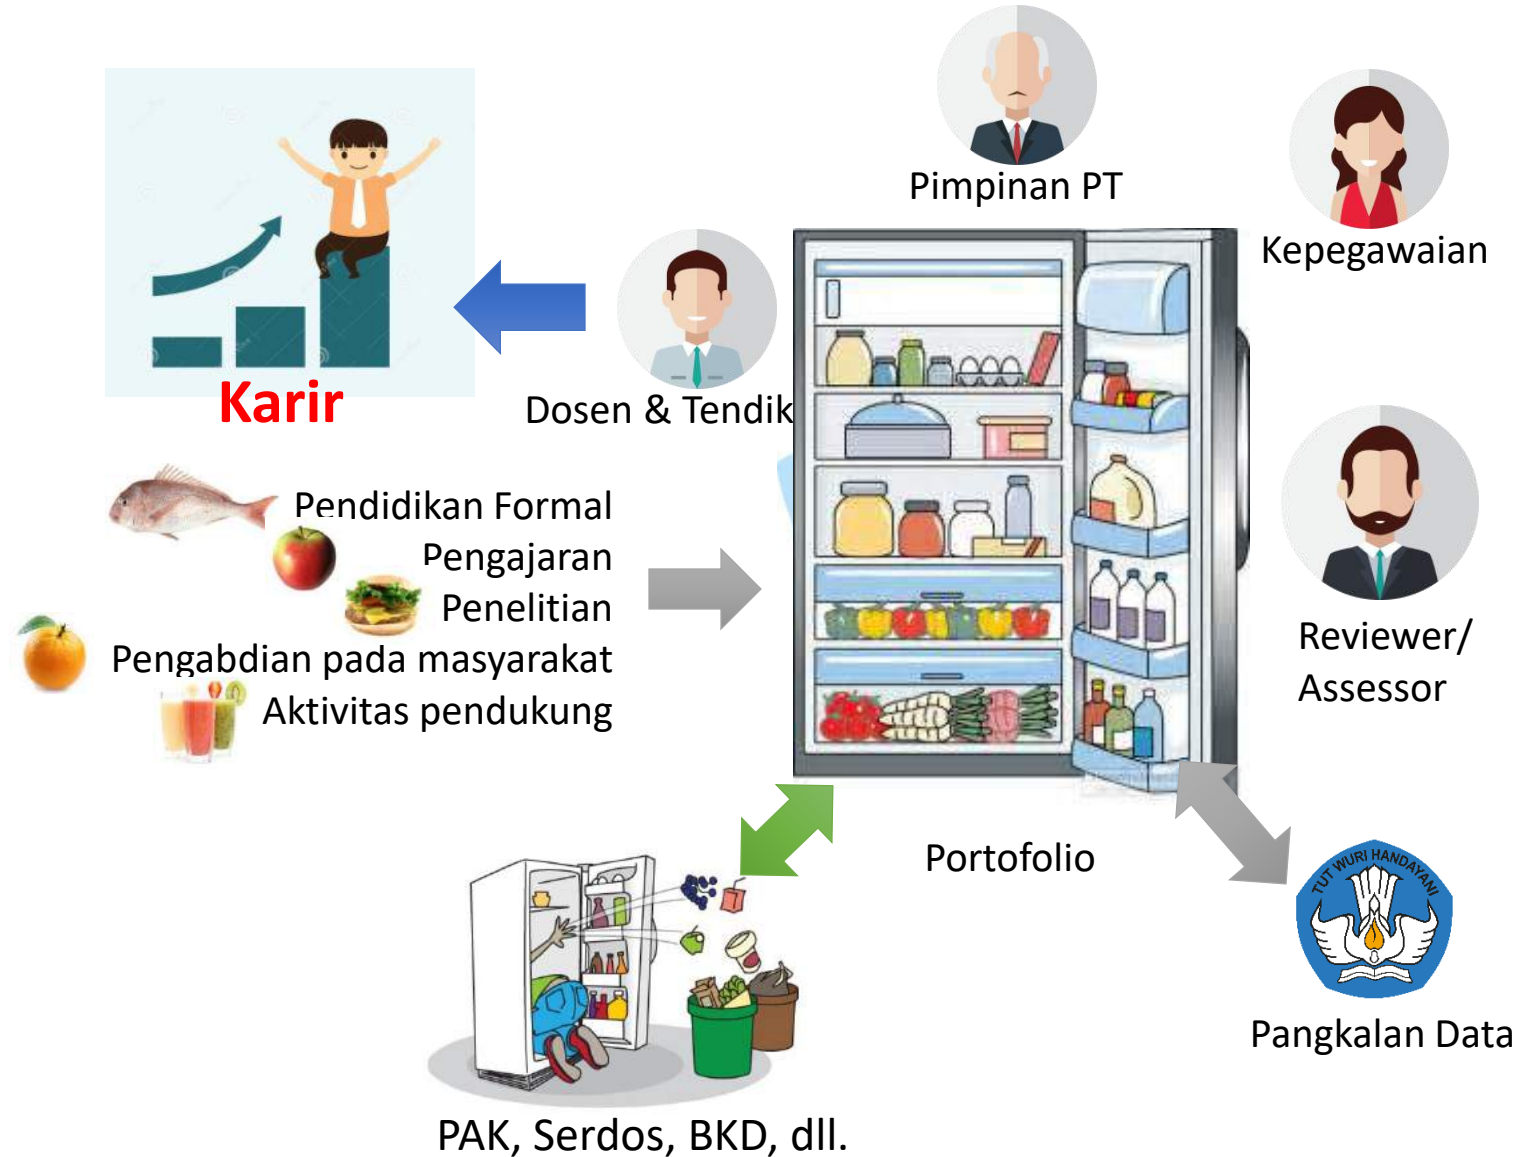 Pimpinan PT
Kepegawaian
Karir
Dosen & Tendik
Pendidikan Formal
Pengajaran
Penelitian
Pengabdian pada masyarakat
Aktivitas pendukung
Reviewer/
Assessor
Portofolio
TUT WURI HANDAYANI
Pangkalan Data
PAK, Serdos, BKD, dll.